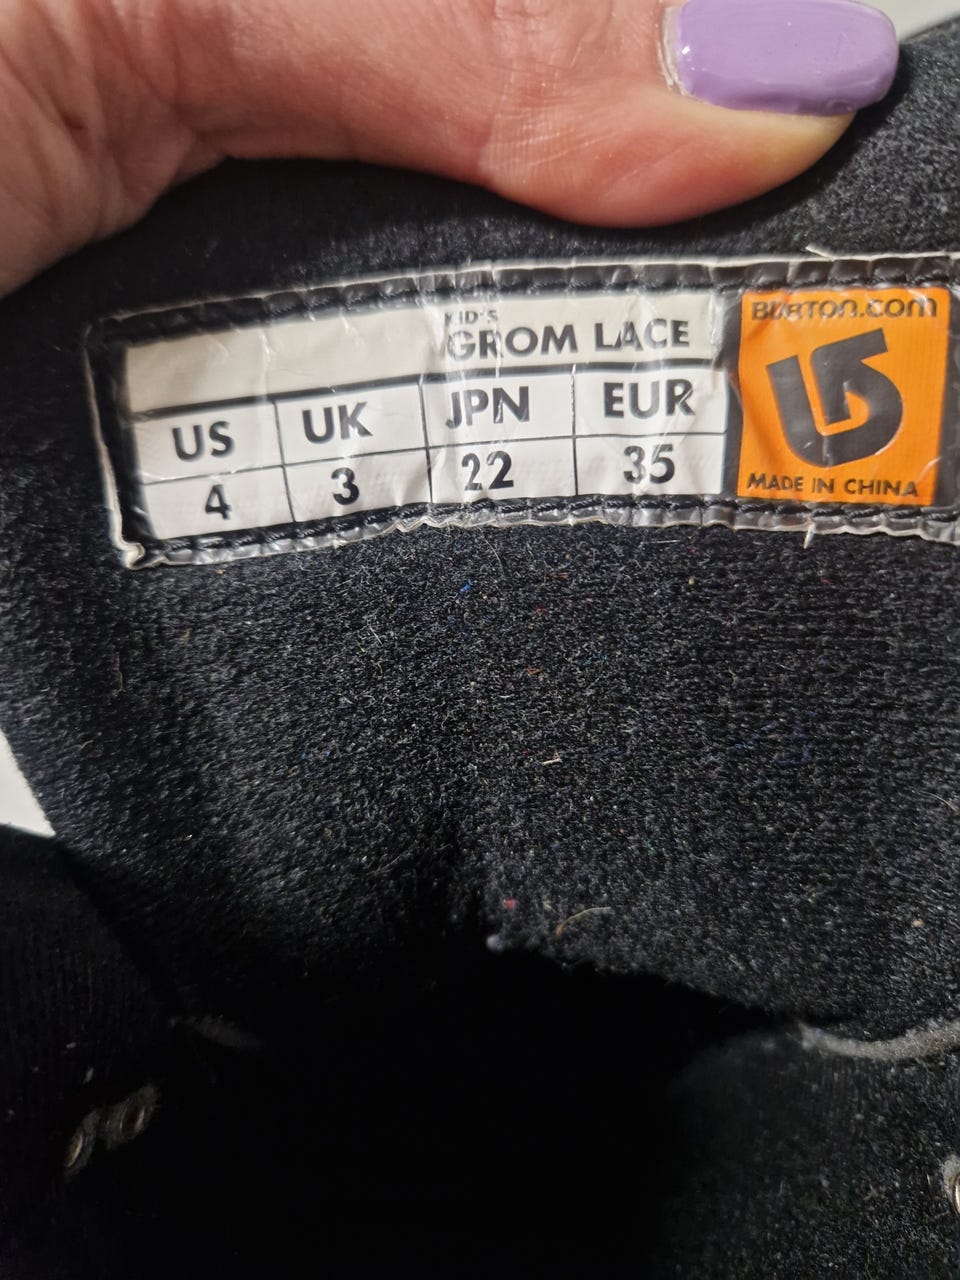 KID'S
GROM LACE
US UK JPN EUR
4 3 22 35
BURTON.COM
MADE IN CHINA